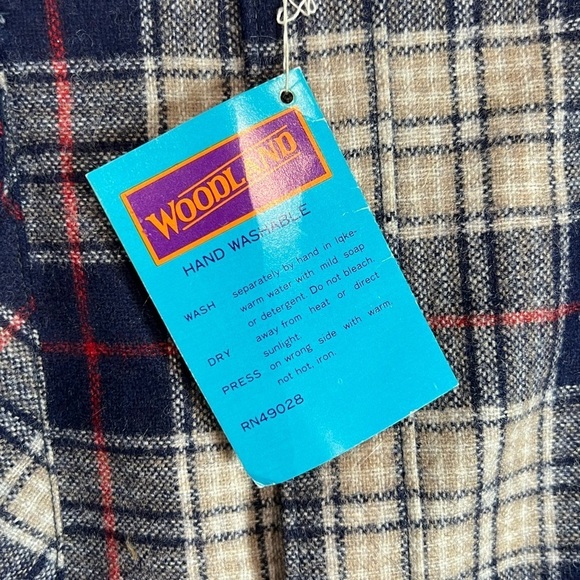 WOODLAND
HAND WASHABLE
WASH separately by hand in iqke-
warm water with mild soap
or detergent. Do not bleach.
DRY away from heat or direct
sunlight.
PRESS on wrong side with warm,
not hot, iron.
RN49028